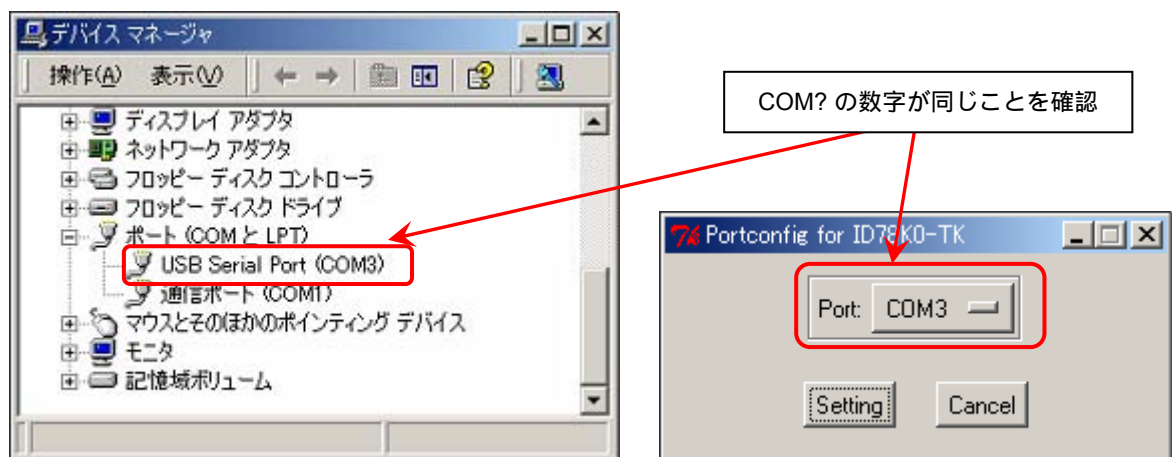 デバイス マネージャ
操作(A) 表示(V)
ディスプレイ アダプタ
ネットワーク アダプタ
フロッピー ディスク コントローラ
フロッピー ディスク ドライブ
ポート (COM と LPT)
USB Serial Port (COM3)
通信ポート (COM1)
マウスとそのほかのポインティング デバイス
モニタ
記憶域ボリューム
COM? の数字が同じことを確認
Portconfig for ID78K0-TK
Port: COM3
Setting Cancel